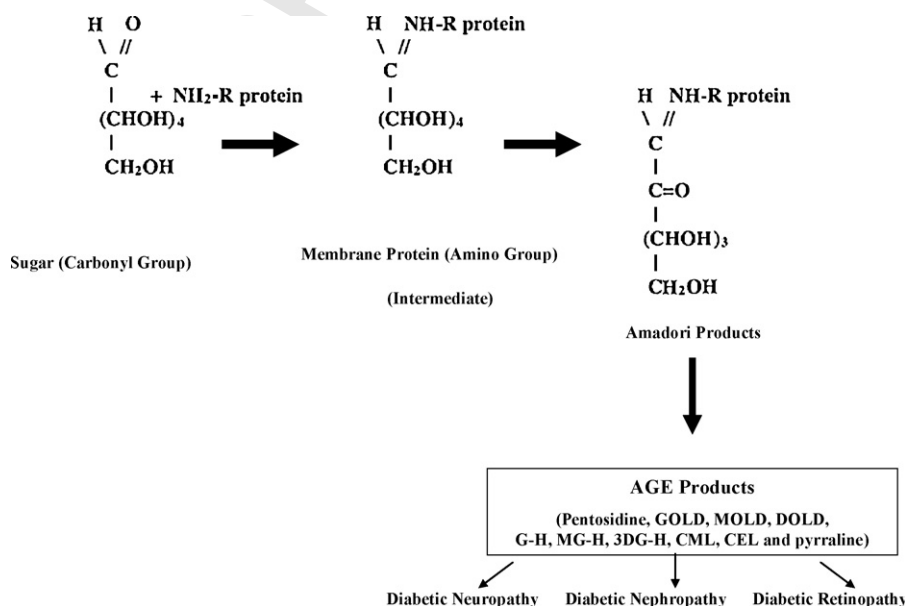 H O
\ //
C
|
+ NH2-R protein
(CHOH)4
|
CH2OH
Sugar (Carbonyl Group)
H NH-R protein
\ //
C
|
(CHOH)4
|
CH2OH
Membrane Protein (Amino Group)
(Intermediate)
H NH-R protein
\ //
C
|
C=O
|
(CHOH)3
|
CH2OH
Amadori Products
AGE Products
(Pentosidine, GOLD, MOLD, DOLD,
G-H, MG-H, 3DG-H, CML, CEL and pyrraline)
Diabetic Neuropathy Diabetic Nephropathy Diabetic Retinopathy